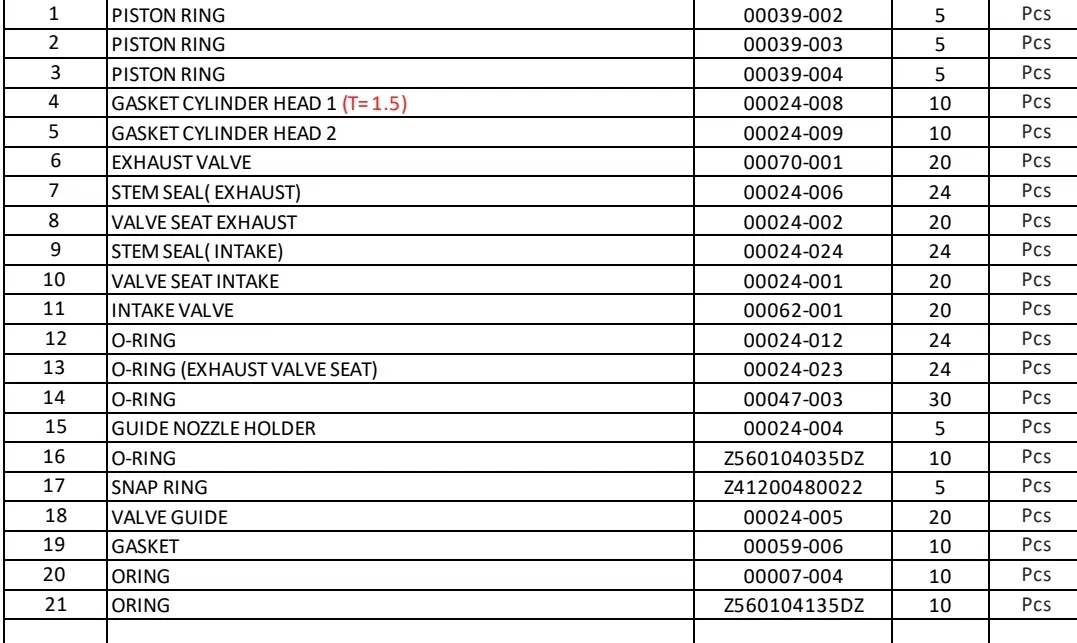 1 PISTON RING 00039-002 5 Pcs
2 PISTON RING 00039-003 5 Pcs
3 PISTON RING 00039-004 5 Pcs
4 GASKET CYLINDER HEAD 1 (T=1.5) 00024-008 10 Pcs
5 GASKET CYLINDER HEAD 2 00024-009 10 Pcs
6 EXHAUST VALVE 00070-001 20 Pcs
7 STEM SEAL( EXHAUST) 00024-006 24 Pcs
8 VALVE SEAT EXHAUST 00024-002 20 Pcs
9 STEM SEAL( INTAKE) 00024-024 24 Pcs
10 VALVE SEAT INTAKE 00024-001 20 Pcs
11 INTAKE VALVE 00062-001 20 Pcs
12 O-RING 00024-012 24 Pcs
13 O-RING (EXHAUST VALVE SEAT) 00024-023 24 Pcs
14 O-RING 00047-003 30 Pcs
15 GUIDE NOZZLE HOLDER 00024-004 5 Pcs
16 O-RING Z560104035DZ 10 Pcs
17 SNAP RING Z41200480022 5 Pcs
18 VALVE GUIDE 00024-005 20 Pcs
19 GASKET 00059-006 10 Pcs
20 ORING 00007-004 10 Pcs
21 ORING Z560104135DZ 10 Pcs